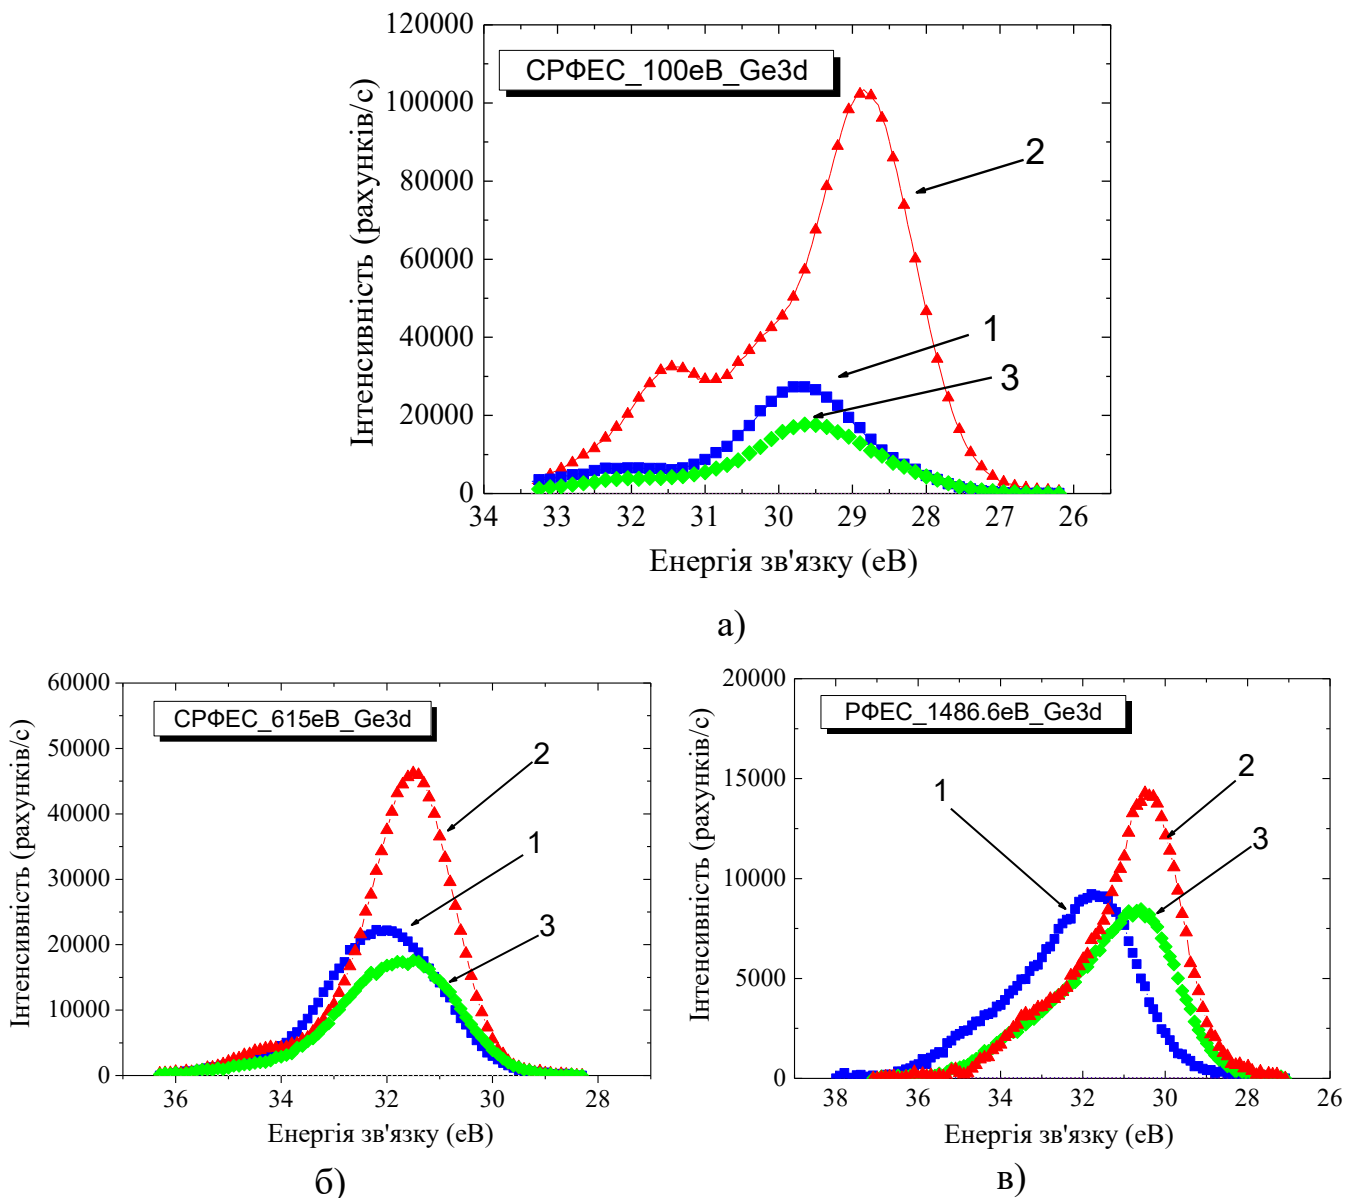 СРФЕС_100еВ_Ge3d
Інтенсивність (рахунків/с)
120000
100000
80000
60000
40000
20000
0
2
1
3
34 33 32 31 30 29 28 27 26
Енергія зв'язку (еВ)
а)
СРФЕС_615еВ_Ge3d
Інтенсивність (рахунків/с)
60000
50000
40000
30000
20000
10000
0
2
1
3
36 34 32 30 28
Енергія зв'язку (еВ)
б)
РФЕС_1486.6еВ_Ge3d
Інтенсивність (рахунків/с)
20000
15000
10000
5000
0
1
2
3
38 36 34 32 30 28 26
Енергія зв'язку (еВ)
в)